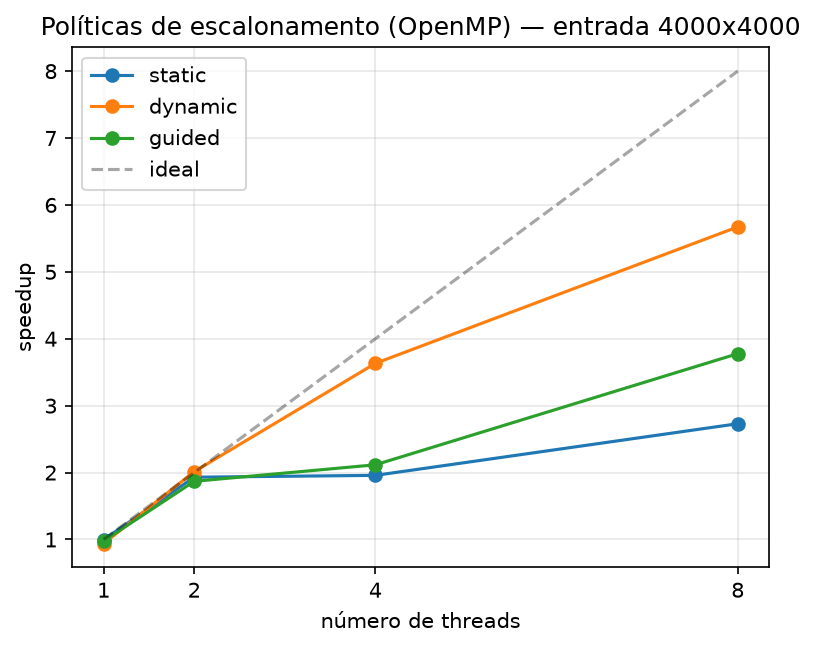 Políticas de escalonamento (OpenMP) — entrada 4000x4000
static
dynamic
guided
ideal
8
7
6
5
4
3
2
1
speedup
1 2 4 8
número de threads